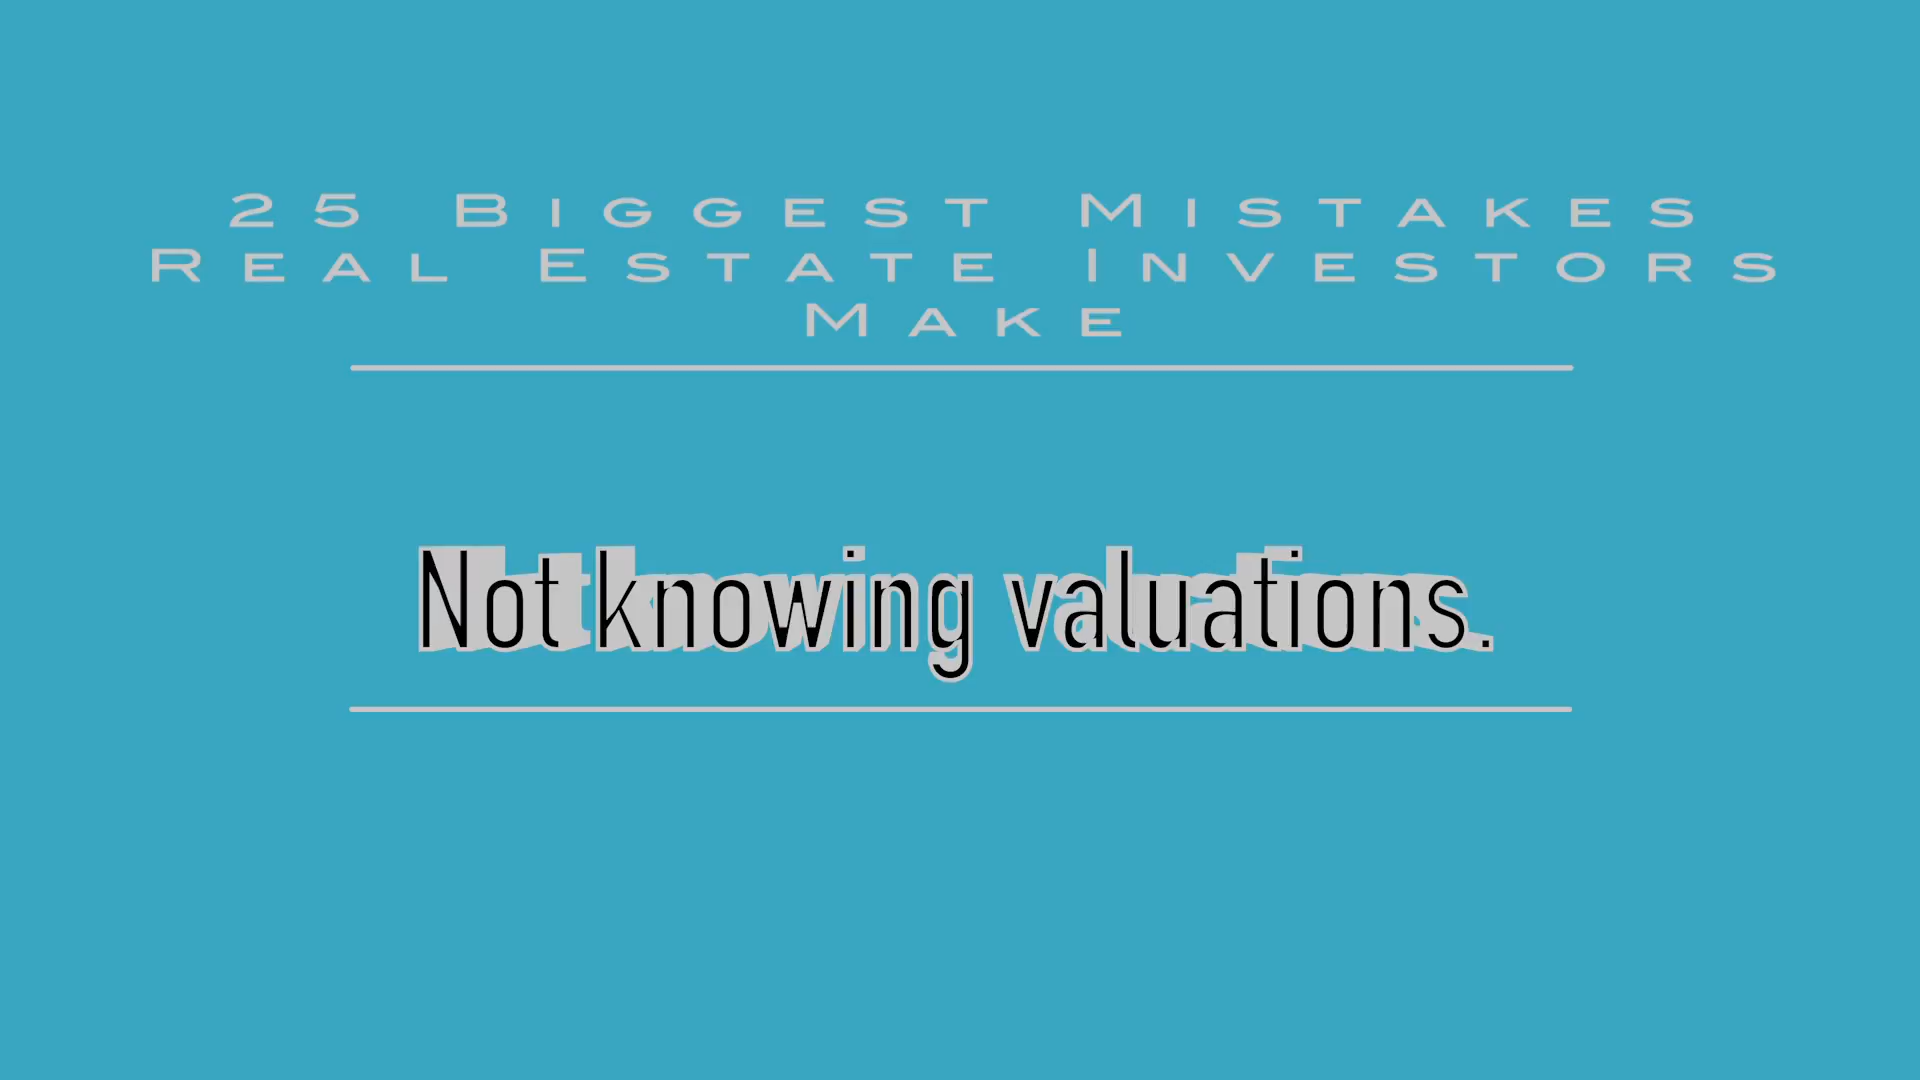 25 Biggest Mistakes
Real Estate Investors
Make
Not knowing valuations.